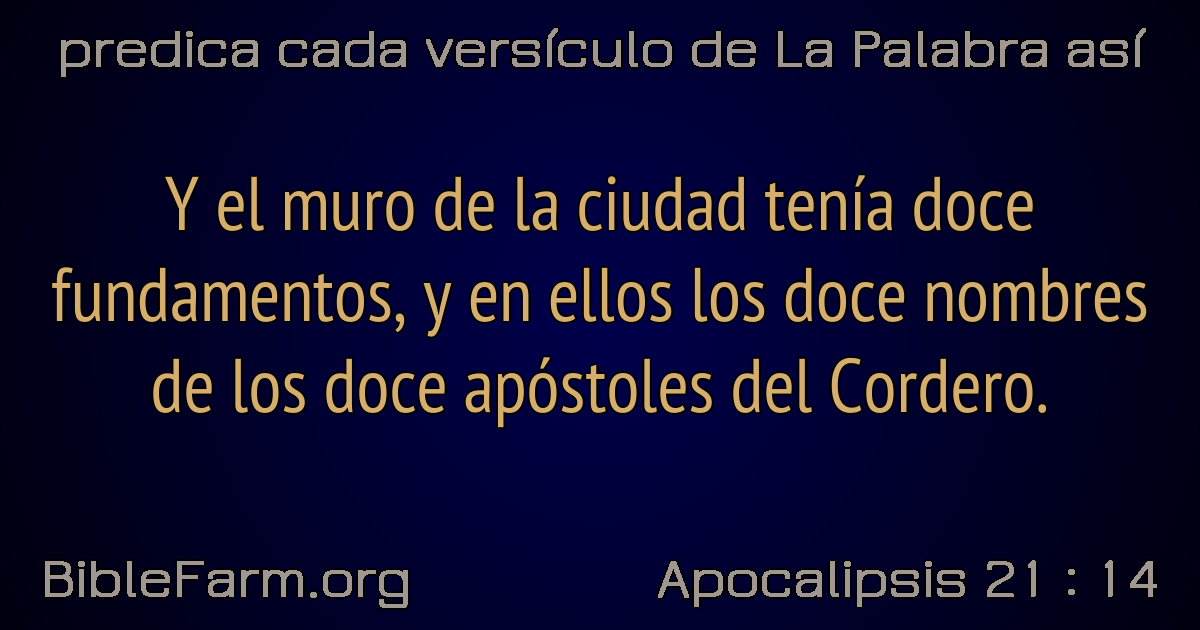 predica cada versículo de La Palabra así
Y el muro de la ciudad tenía doce
fundamentos, y en ellos los doce nombres
de los doce apóstoles del Cordero.
BibleFarm.org
Apocalipsis 21 : 14